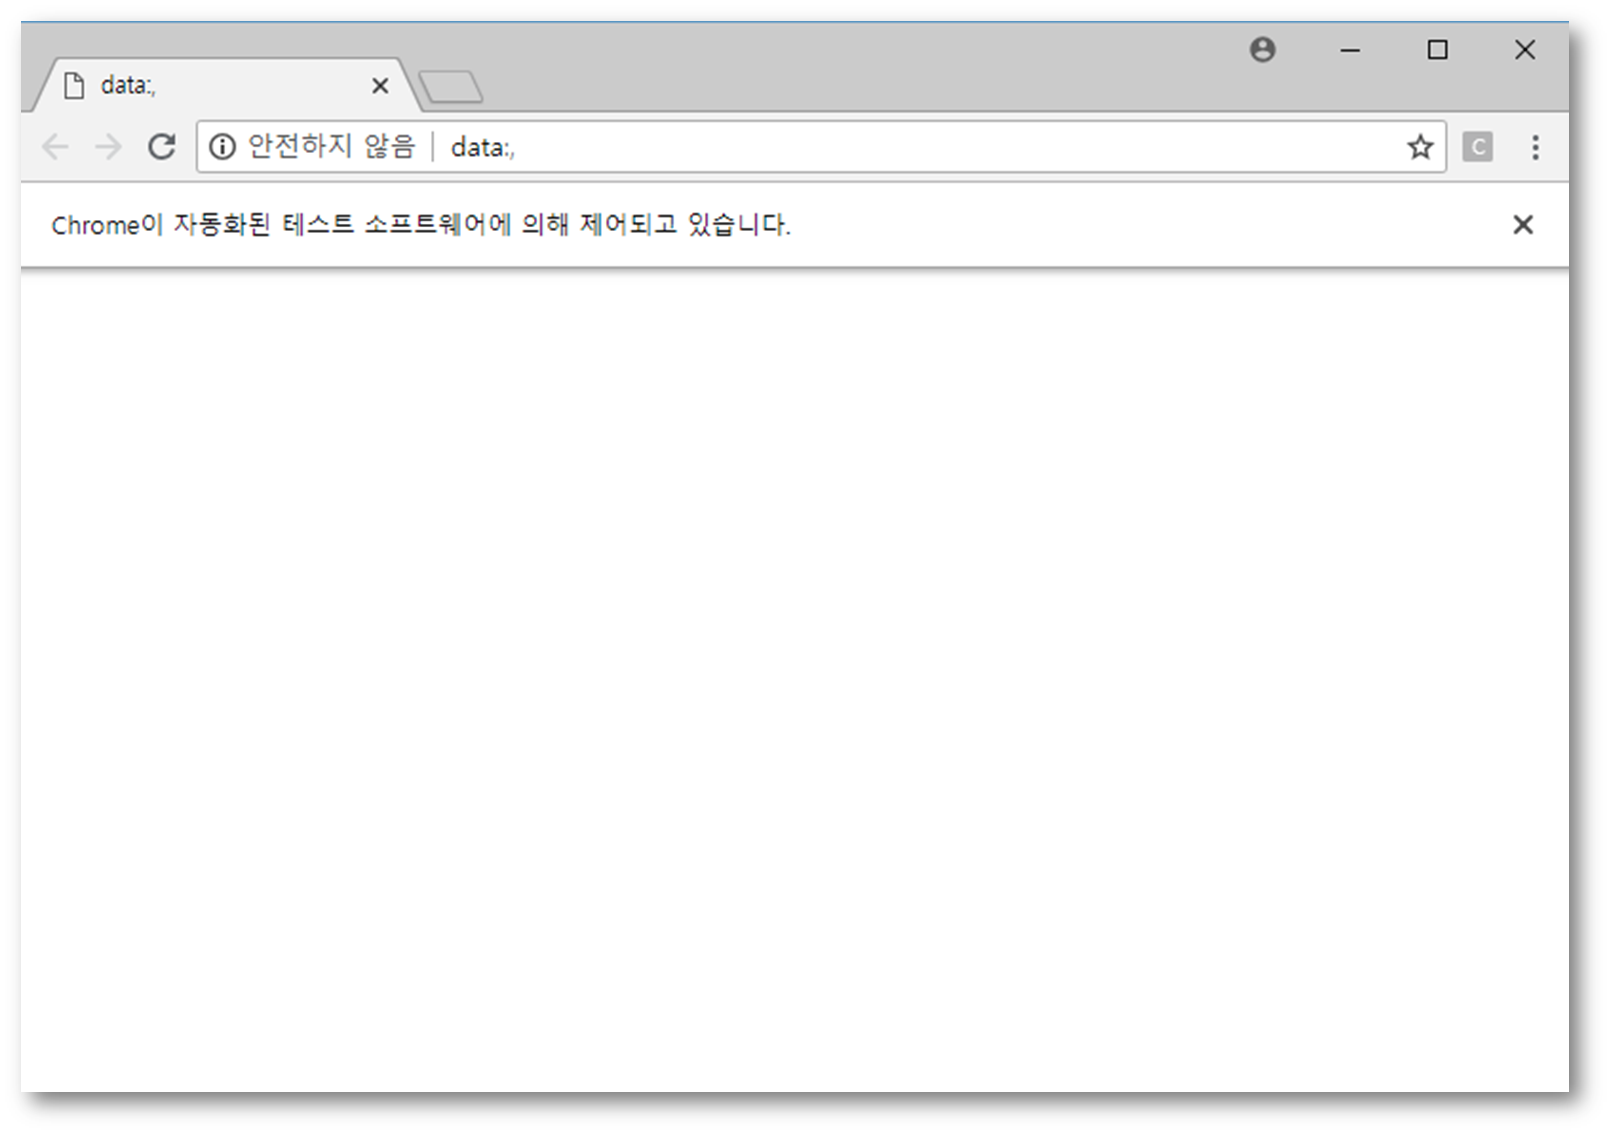 data:,
안전하지 않음 | data:,
C
Chrome이 자동화된 테스트 소프트웨어에 의해 제어되고 있습니다.